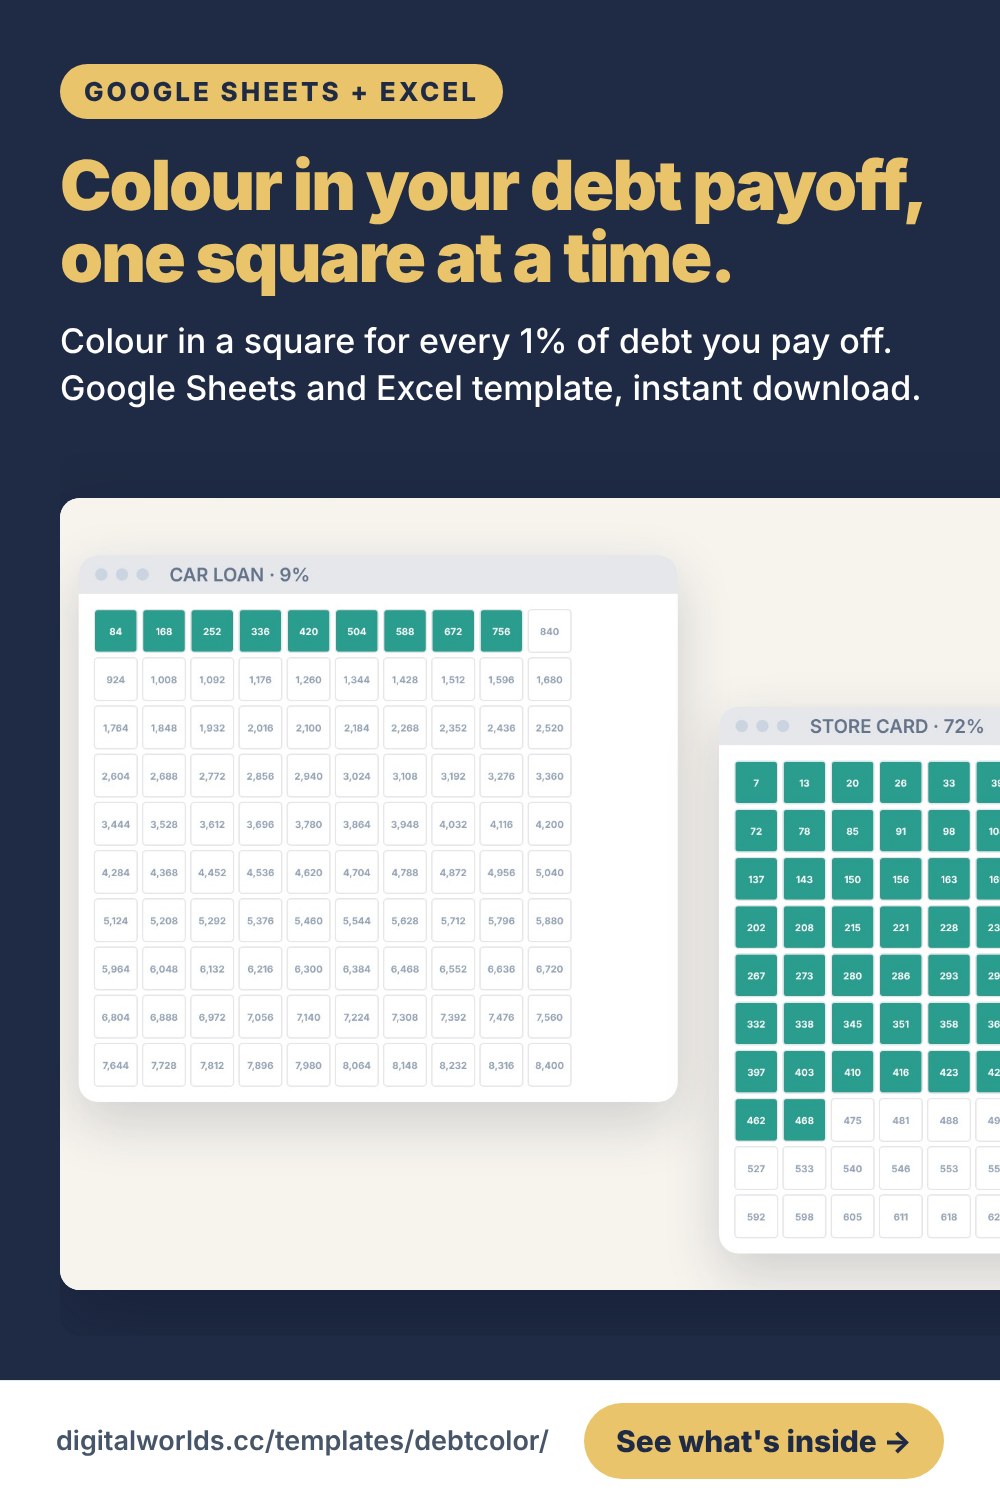 GOOGLE SHEETS + EXCEL
Colour in your debt payoff,
one square at a time.
Colour in a square for every 1% of debt you pay off.
Google Sheets and Excel template, instant download.
CAR LOAN · 9%
84 168 252 336 420 504 588 672 756 840
924 1,008 1,092 1,176 1,260 1,344 1,428 1,512 1,596 1,680
1,764 1,848 1,932 2,016 2,100 2,184 2,268 2,352 2,436 2,520
2,604 2,688 2,772 2,856 2,940 3,024 3,108 3,192 3,276 3,360
3,444 3,528 3,612 3,696 3,780 3,864 3,948 4,032 4,116 4,200
4,284 4,368 4,452 4,536 4,620 4,704 4,788 4,872 4,956 5,040
5,124 5,208 5,292 5,376 5,460 5,544 5,628 5,712 5,796 5,880
5,964 6,048 6,132 6,216 6,300 6,384 6,468 6,552 6,636 6,720
6,804 6,888 6,972 7,056 7,140 7,224 7,308 7,392 7,476 7,560
7,644 7,728 7,812 7,896 7,980 8,064 8,148 8,232 8,316 8,400
STORE CARD · 72%
7 13 20 26 33
72 78 85 91 98
137 143 150 156 163
202 208 215 221 228
267 273 280 286 293
332 338 345 351 358
397 403 410 416 423
462 468 475 481 488
527 533 540 546 553
592 598 605 611 618
digitalworlds.cc/templates/debtcolor/
See what's inside →